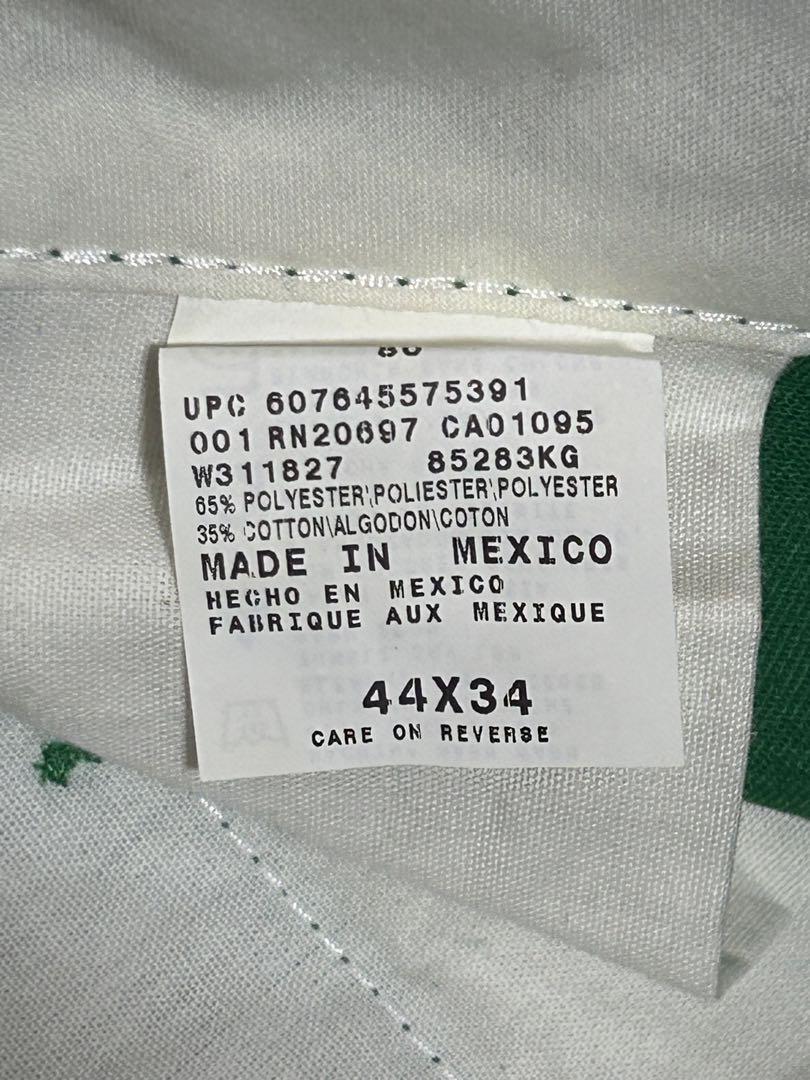 UPC 607645575391
001 RN20697 CA01095
W311827 85283KG
65% POLYESTER\POLIESTER\POLYESTER
35% COTTON\ALGODON\COTON
MADE IN MEXICO
HECHO EN MEXICO
FABRIQUE AUX MEXIQUE
44X34
CARE ON REVERSE